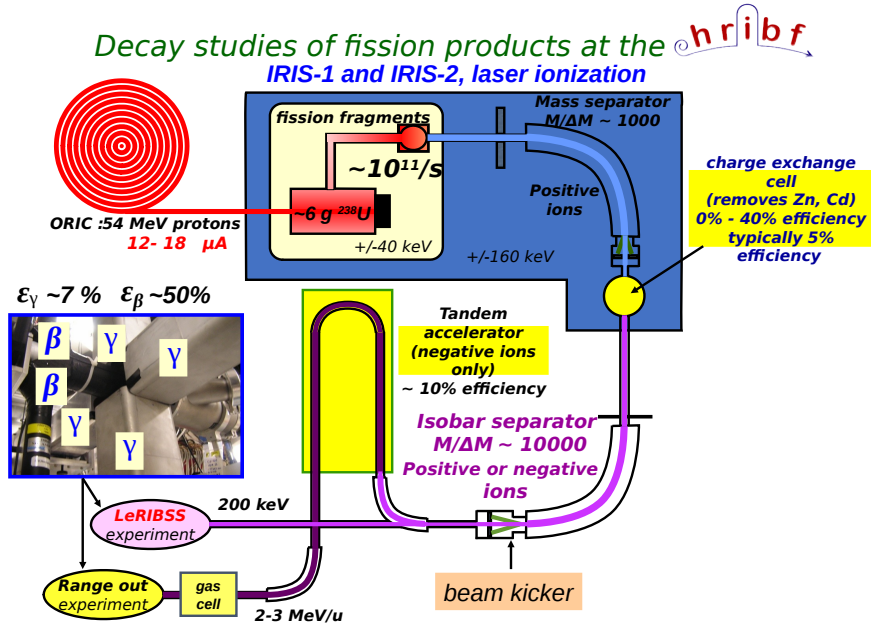 Decay studies of fission products at the
hribf
IRIS-1 and IRIS-2, laser ionization
fission fragments
~10¹¹/s
~6 g ²³⁸U
+/-40 keV
Mass separator
M/ΔM ~ 1000
Positive
ions
+/-160 keV
charge exchange
cell
(removes Zn, Cd)
0% - 40% efficiency
typically 5%
efficiency
ORIC :54 MeV protons
12- 18 μA
εγ ~7 % εβ ~50%
β γ γ
β γ γ
Tandem
accelerator
(negative ions
only)
~ 10% efficiency
Isobar separator
M/ΔM ~ 10000
Positive or negative
ions
200 keV
LeRIBSS
experiment
beam kicker
Range out
experiment
gas
cell
2-3 MeV/u